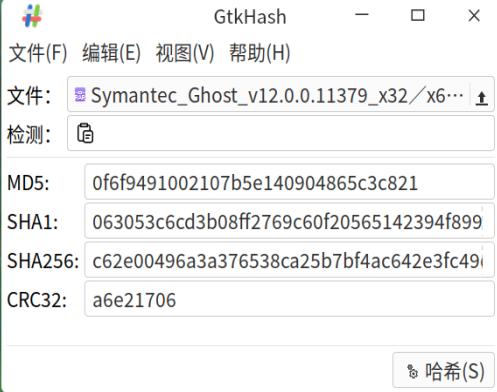 GtkHash
文件(F) 编辑(E) 视图(V) 帮助(H)
文件: Symantec_Ghost_v12.0.0.11379_x32／x6…
检测:
MD5: 0f6f9491002107b5e140904865c3c821
SHA1: 063053c6cd3b08ff2769c60f20565142394f899
SHA256: c62e00496a3a376538ca25b7bf4ac642e3fc49
CRC32: a6e21706
哈希(S)